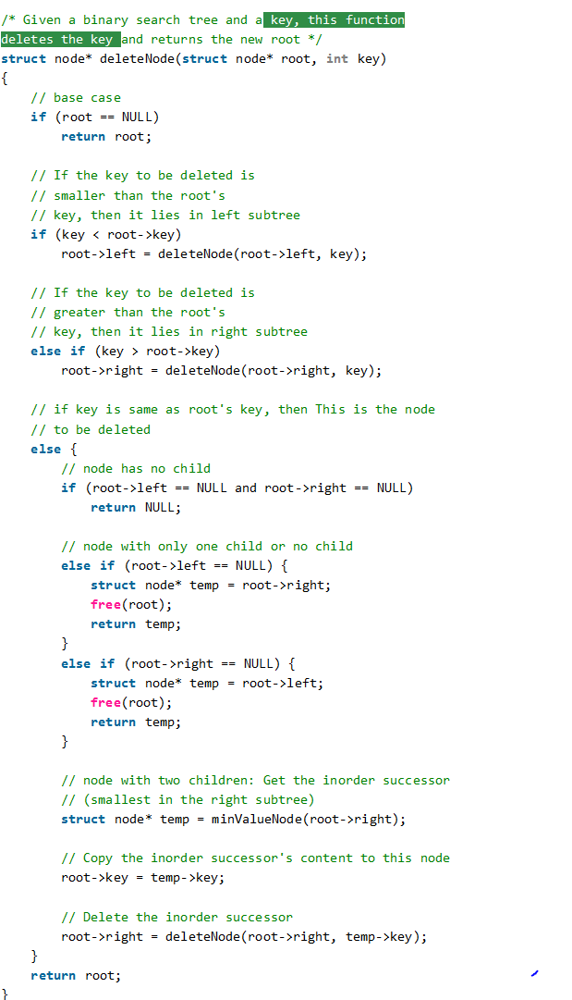 /* Given a binary search tree and a key, this function
deletes the key and returns the new root */
struct node* deleteNode(struct node* root, int key)
{
    // base case
    if (root == NULL)
        return root;

    // If the key to be deleted is
    // smaller than the root's
    // key, then it lies in left subtree
    if (key < root->key)
        root->left = deleteNode(root->left, key);

    // If the key to be deleted is
    // greater than the root's
    // key, then it lies in right subtree
    else if (key > root->key)
        root->right = deleteNode(root->right, key);

    // if key is same as root's key, then This is the node
    // to be deleted
    else {
        // node has no child
        if (root->left == NULL and root->right == NULL)
            return NULL;

        // node with only one child or no child
        else if (root->left == NULL) {
            struct node* temp = root->right;
            free(root);
            return temp;
        }
        else if (root->right == NULL) {
            struct node* temp = root->left;
            free(root);
            return temp;
        }

        // node with two children: Get the inorder successor
        // (smallest in the right subtree)
        struct node* temp = minValueNode(root->right);

        // Copy the inorder successor's content to this node
        root->key = temp->key;

        // Delete the inorder successor
        root->right = deleteNode(root->right, temp->key);
    }
    return root;
}